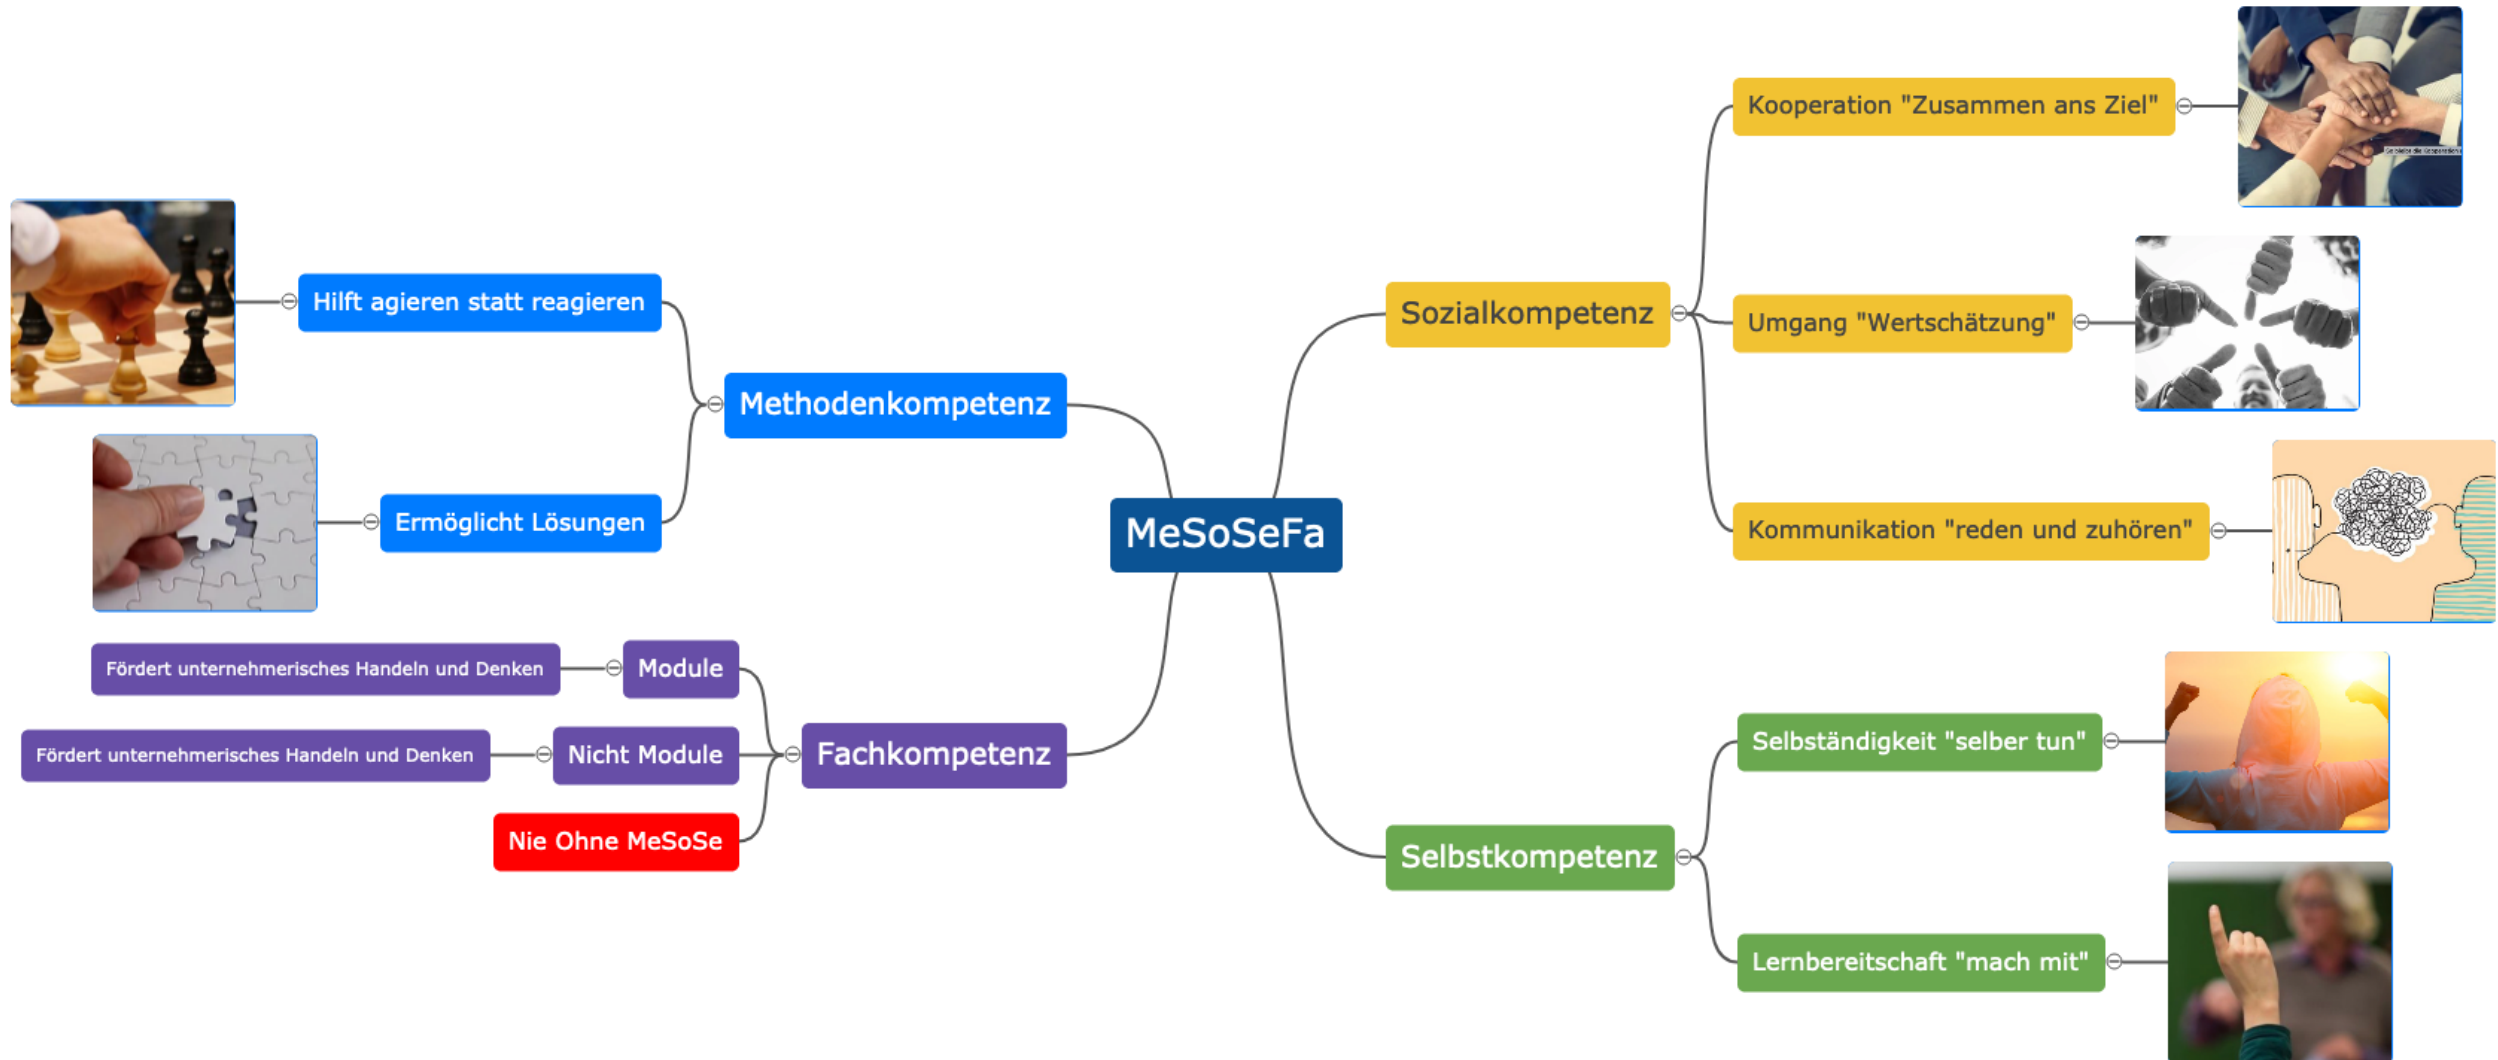 MeSoSeFa
Methodenkompetenz
Hilft agieren statt reagieren
Ermöglicht Lösungen
Fachkompetenz
Module
Fördert unternehmerisches Handeln und Denken
Nicht Module
Fördert unternehmerisches Handeln und Denken
Nie Ohne MeSoSe
Sozialkompetenz
Kooperation "Zusammen ans Ziel"
Umgang "Wertschätzung"
Kommunikation "reden und zuhören"
Selbstkompetenz
Selbständigkeit "selber tun"
Lernbereitschaft "mach mit"